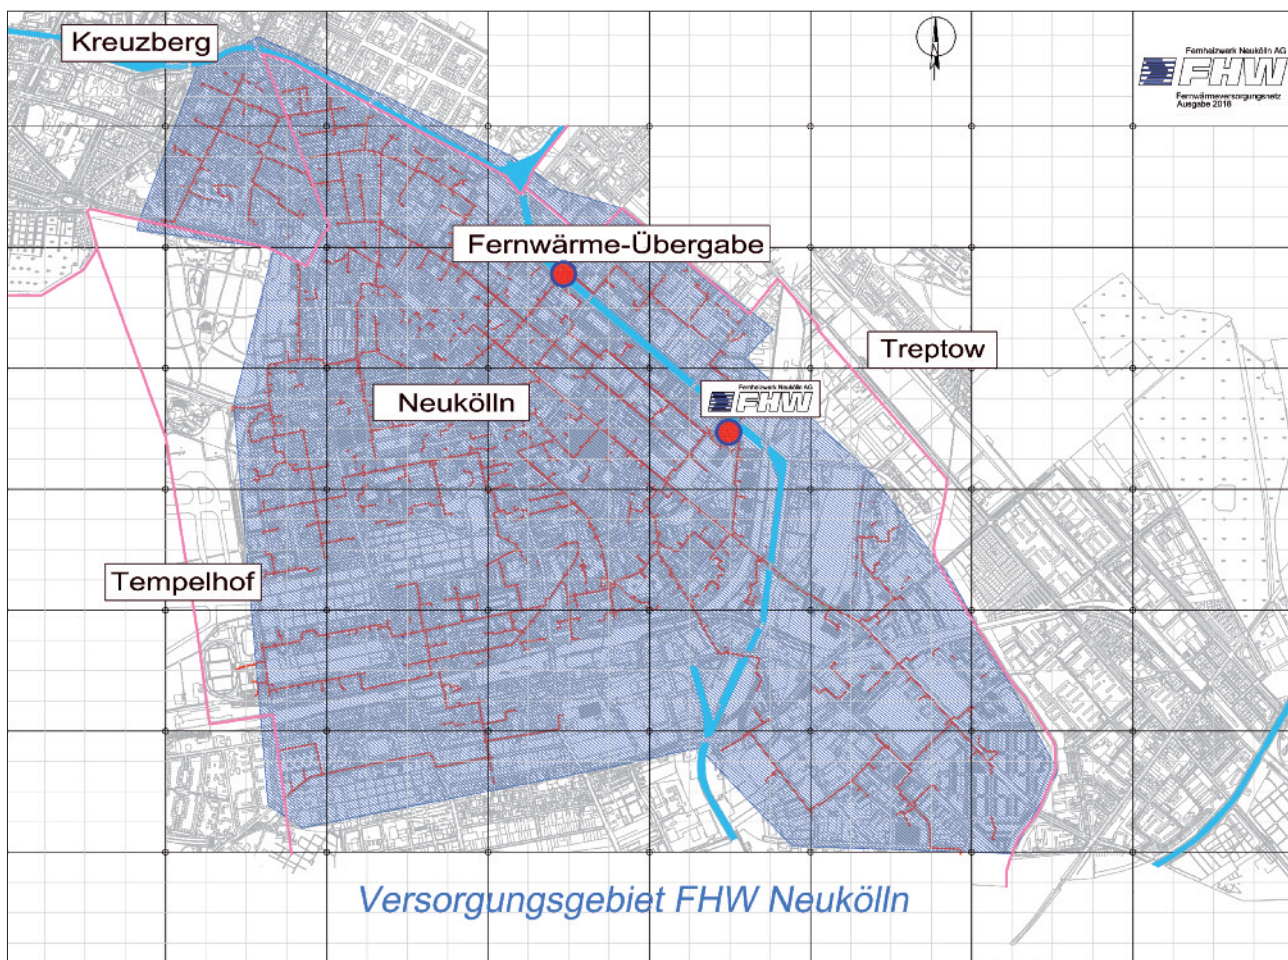 Kreuzberg
N
Fernheizwerk Neukölln AG
FHW
Fernwärmeversorgungsnetz
Ausgabe 2018
Fernwärme-Übergabe
Treptow
Fernheizwerk Neukölln AG
FHW
Neukölln
Tempelhof
Versorgungsgebiet FHW Neukölln